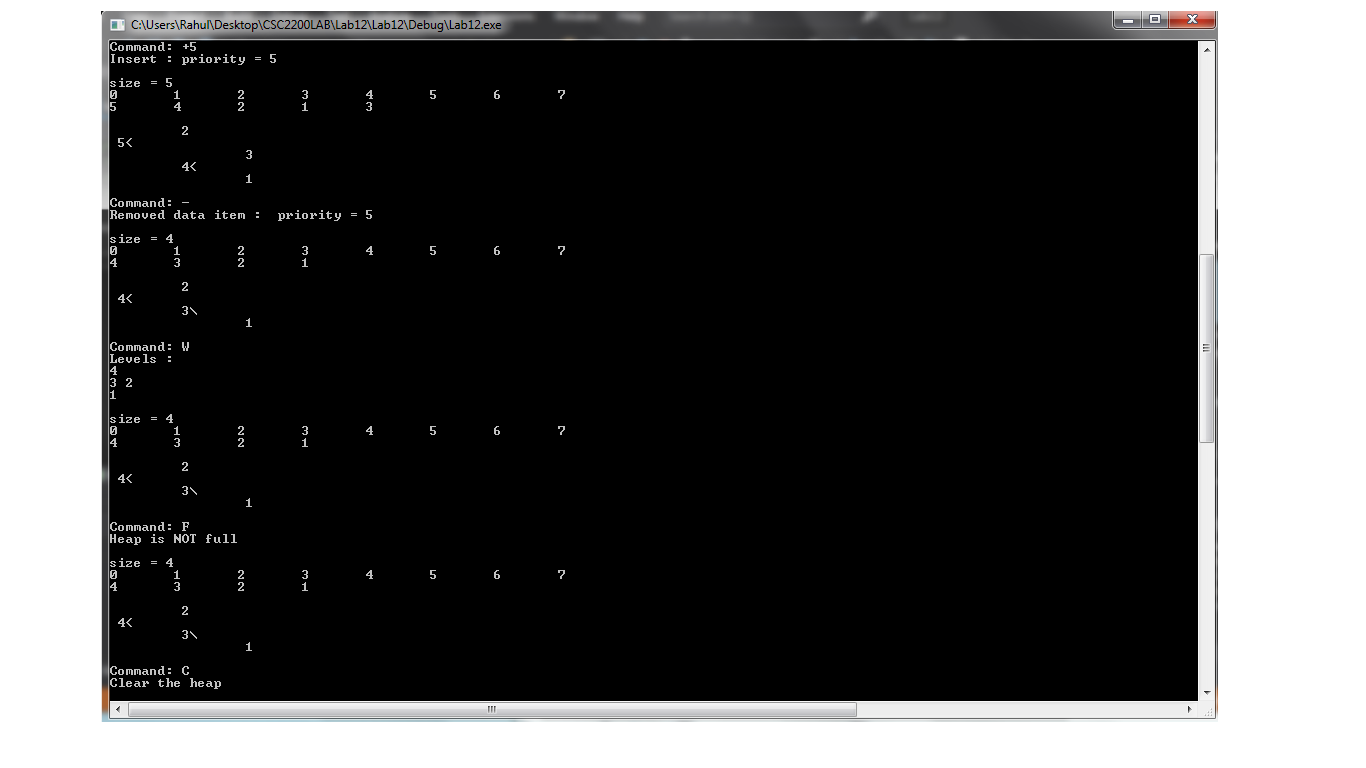 C:\Users\Rahul\Desktop\CSC2200LAB\Lab12\Lab12\Debug\Lab12.exe
Command: +5
Insert : priority = 5
size = 5
0 1 2 3 4 5 6 7
5 4 2 1 3
2
5<
3
4<
1
Command: -
Removed data item :  priority = 5
size = 4
0 1 2 3 4 5 6 7
4 3 2 1
2
4<
3\
1
Command: W
Levels :
4
3 2
1
size = 4
0 1 2 3 4 5 6 7
4 3 2 1
2
4<
3\
1
Command: F
Heap is NOT full
size = 4
0 1 2 3 4 5 6 7
4 3 2 1
2
4<
3\
1
Command: C
Clear the heap